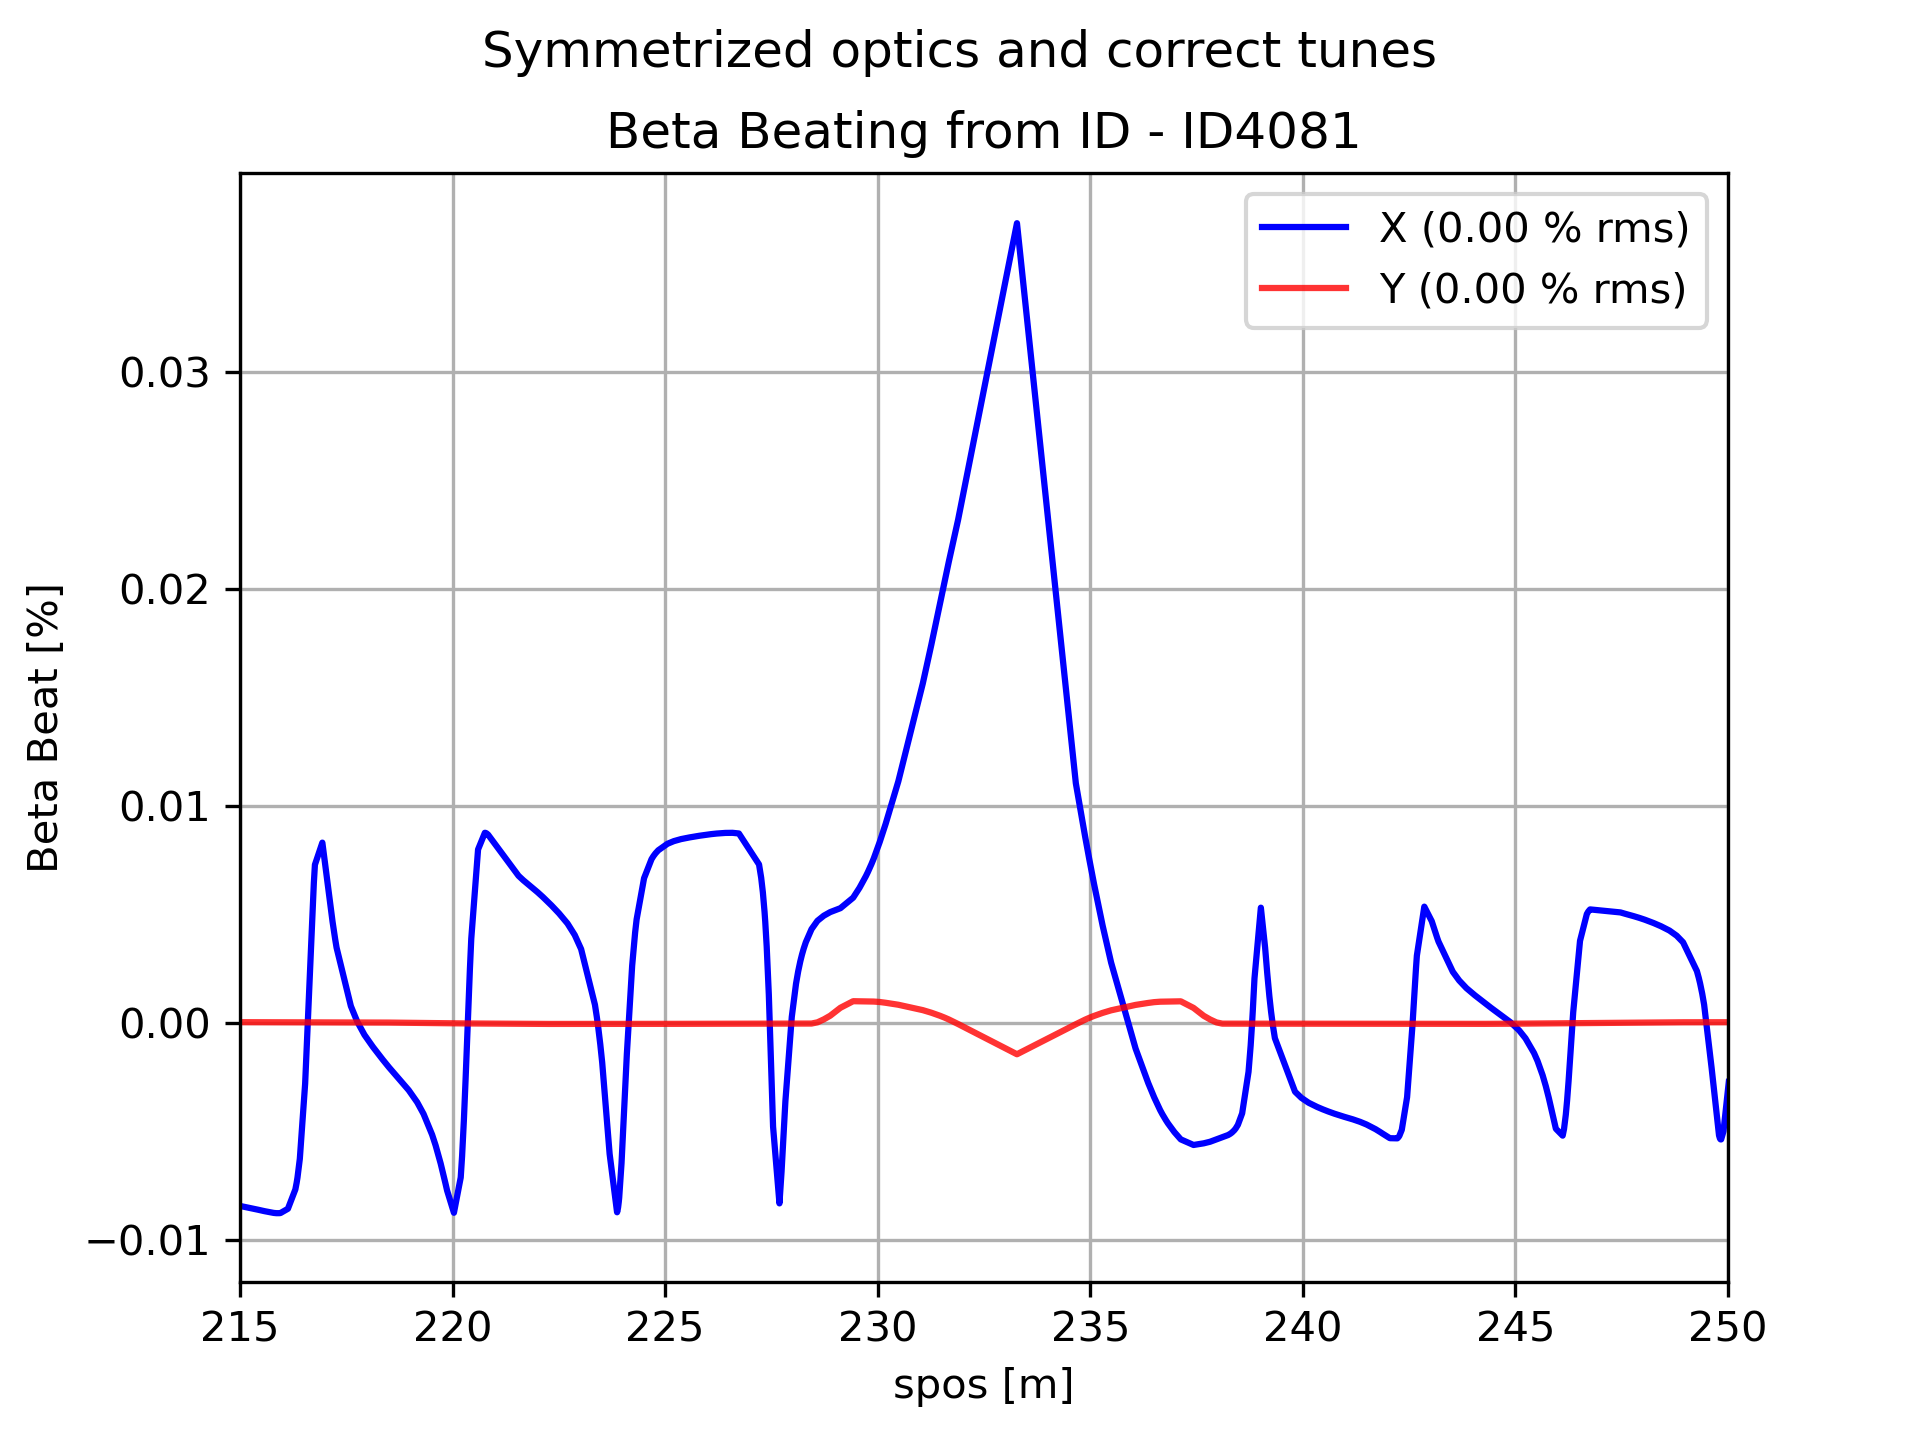 Symmetrized optics and correct tunes
Beta Beating from ID - ID4081
X (0.00 % rms)
Y (0.00 % rms)
Beta Beat [%]
0.03
0.02
0.01
0.00
−0.01
215 220 225 230 235 240 245 250
spos [m]